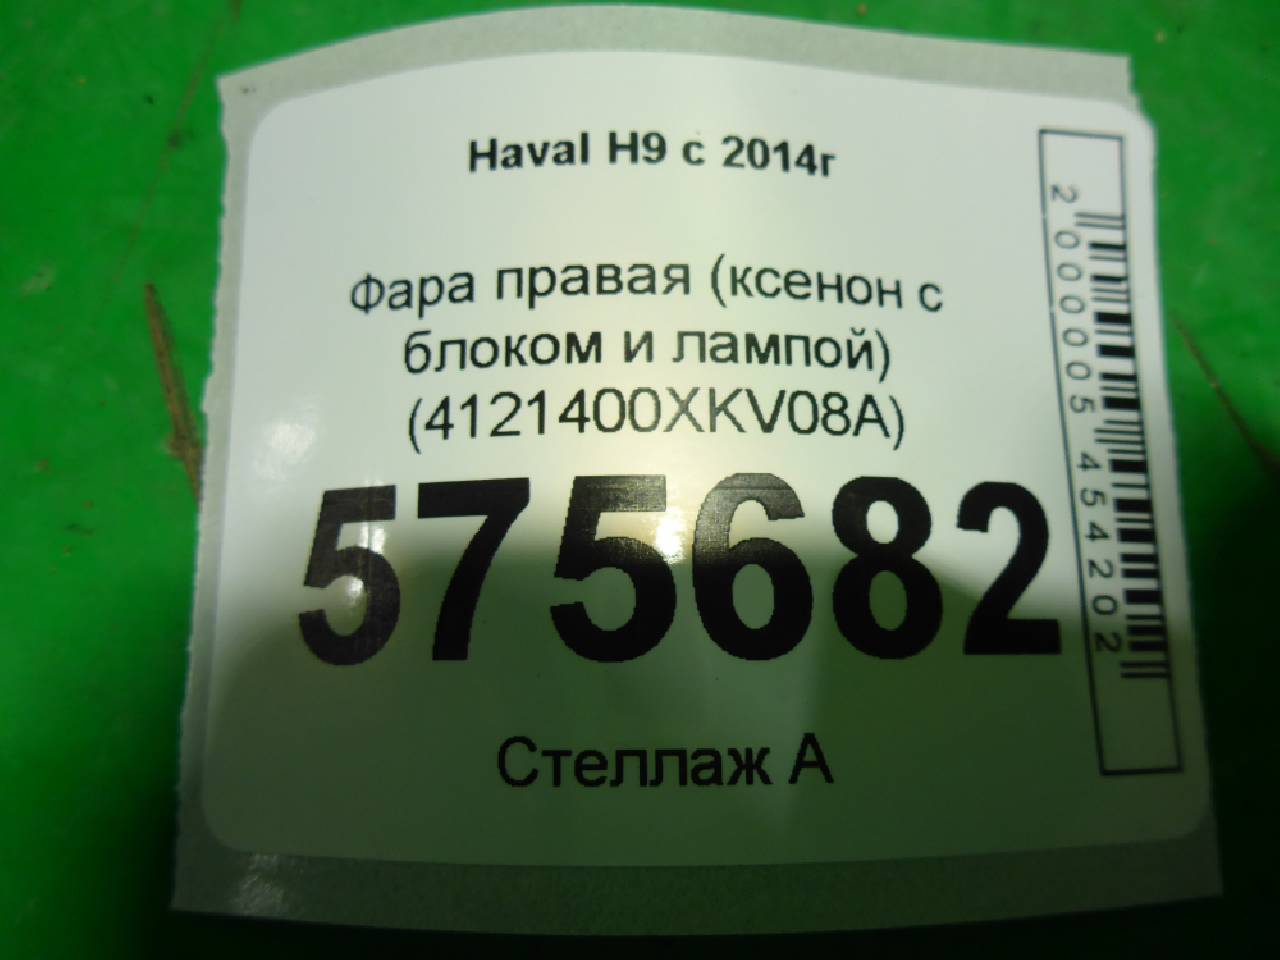 Haval H9 с 2014г
Фара правая (ксенон с
блоком и лампой)
(4121400XKV08A)
575682
Стеллаж А
2000005454202